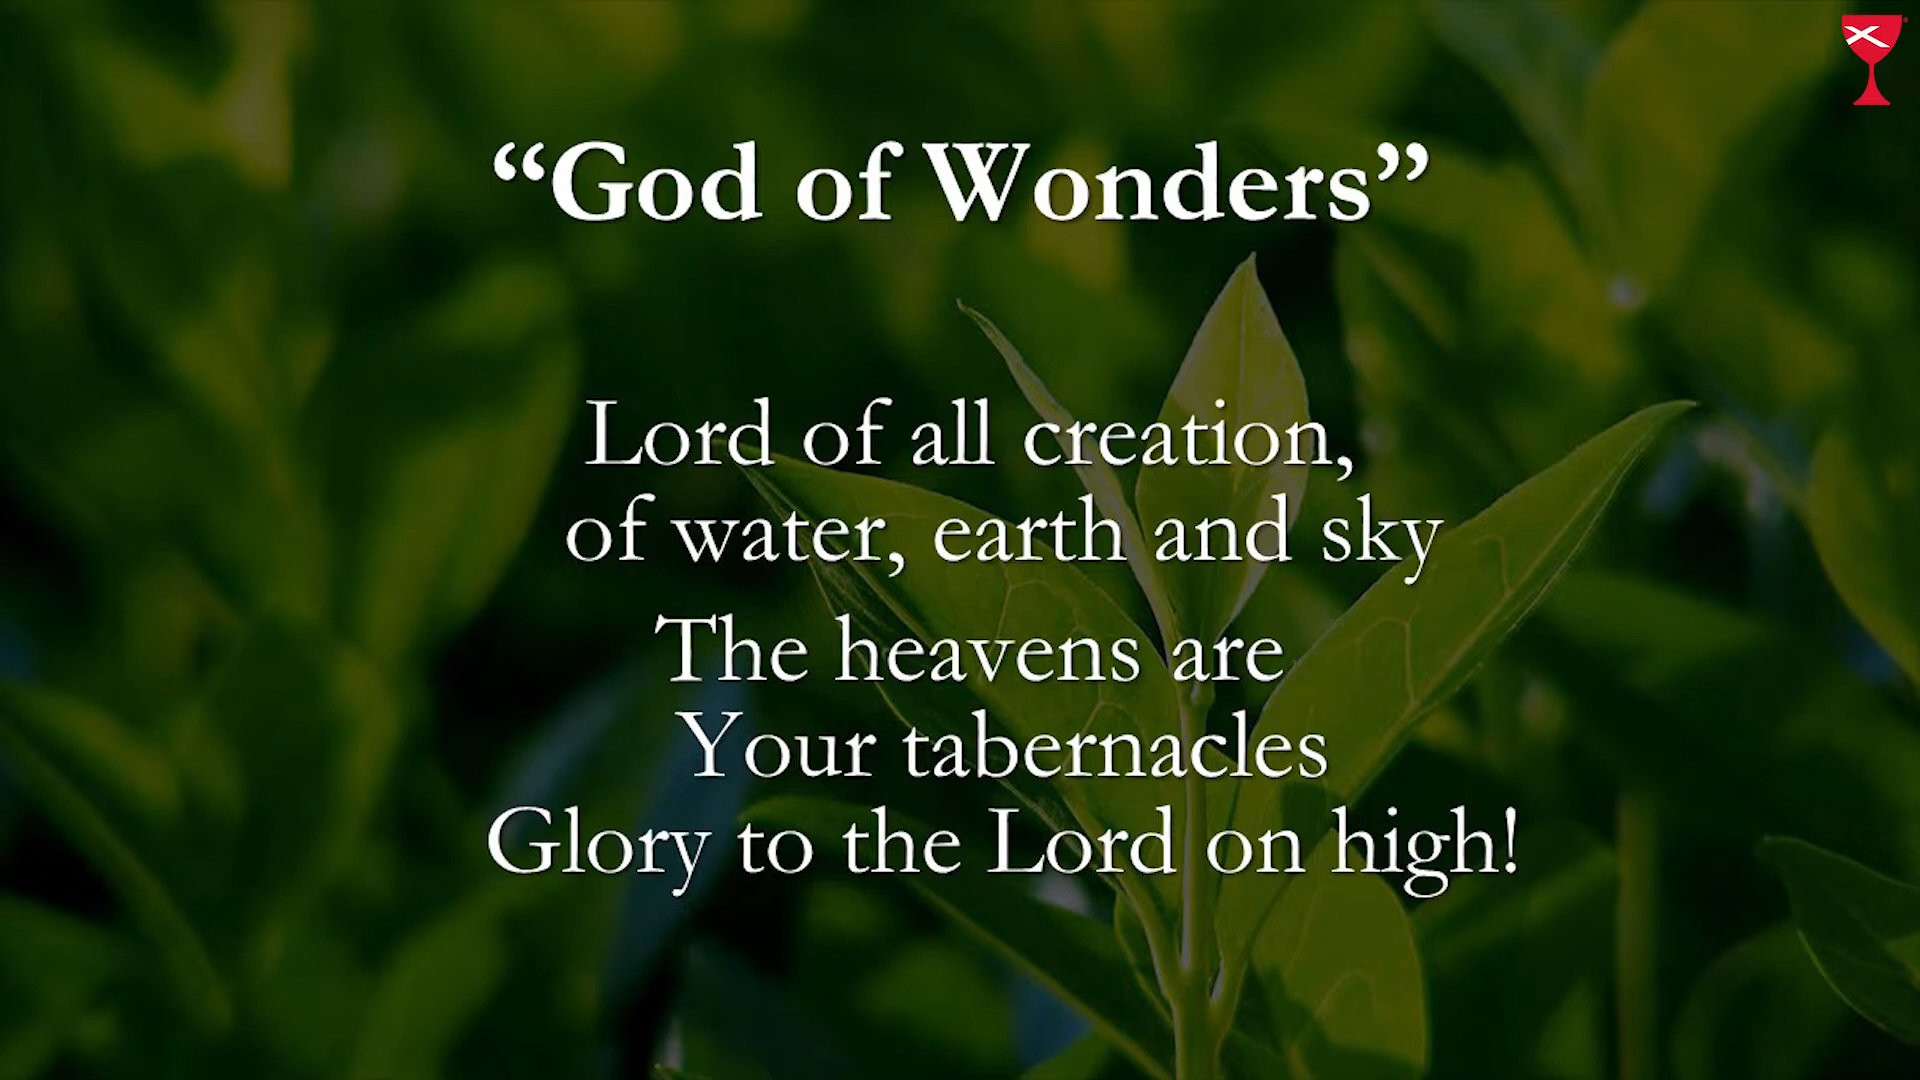 “God of Wonders”
Lord of all creation,
of water, earth and sky
The heavens are
Your tabernacles
Glory to the Lord on high!